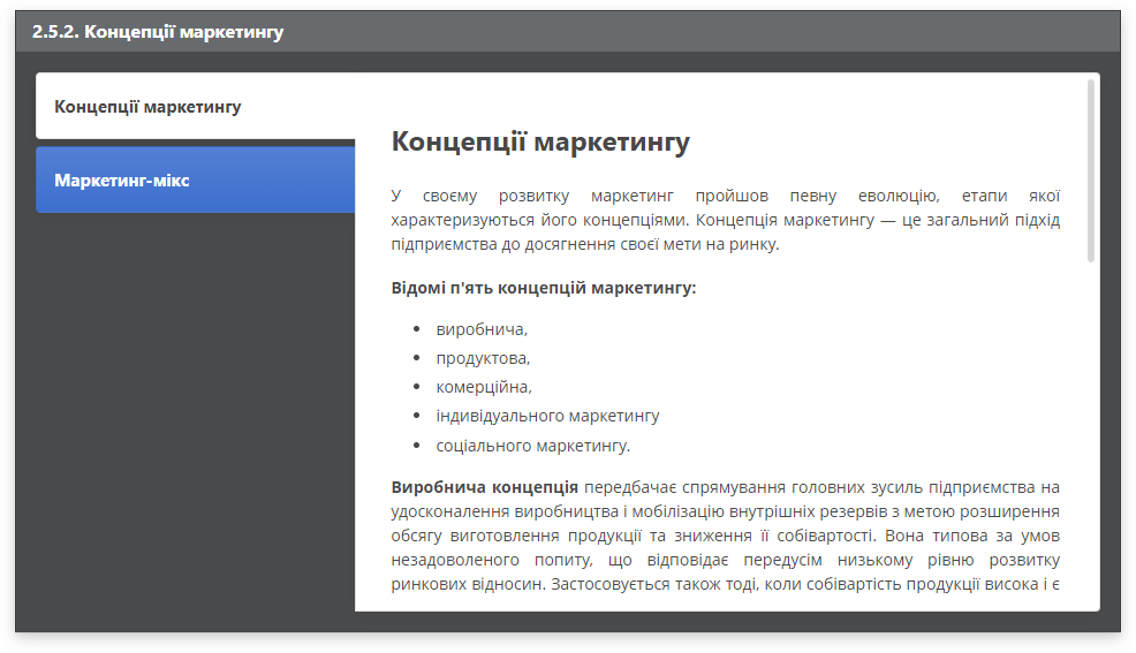 2.5.2. Концепції маркетингу
Концепції маркетингу
Маркетинг-мікс
Концепції маркетингу
У своєму розвитку маркетинг пройшов певну еволюцію, етапи якої
характеризуються його концепціями. Концепція маркетингу — це загальний підхід
підприємства до досягнення своєї мети на ринку.
Відомі п'ять концепцій маркетингу:
• виробнича,
• продуктова,
• комерційна,
• індивідуального маркетингу
• соціального маркетингу.
Виробнича концепція передбачає спрямування головних зусиль підприємства на
удосконалення виробництва і мобілізацію внутрішніх резервів з метою розширення
обсягу виготовлення продукції та зниження її собівартості. Вона типова за умов
незадоволеного попиту, що відповідає передусім низькому рівню розвитку
ринкових відносин. Застосовується також тоді, коли собівартість продукції висока і є